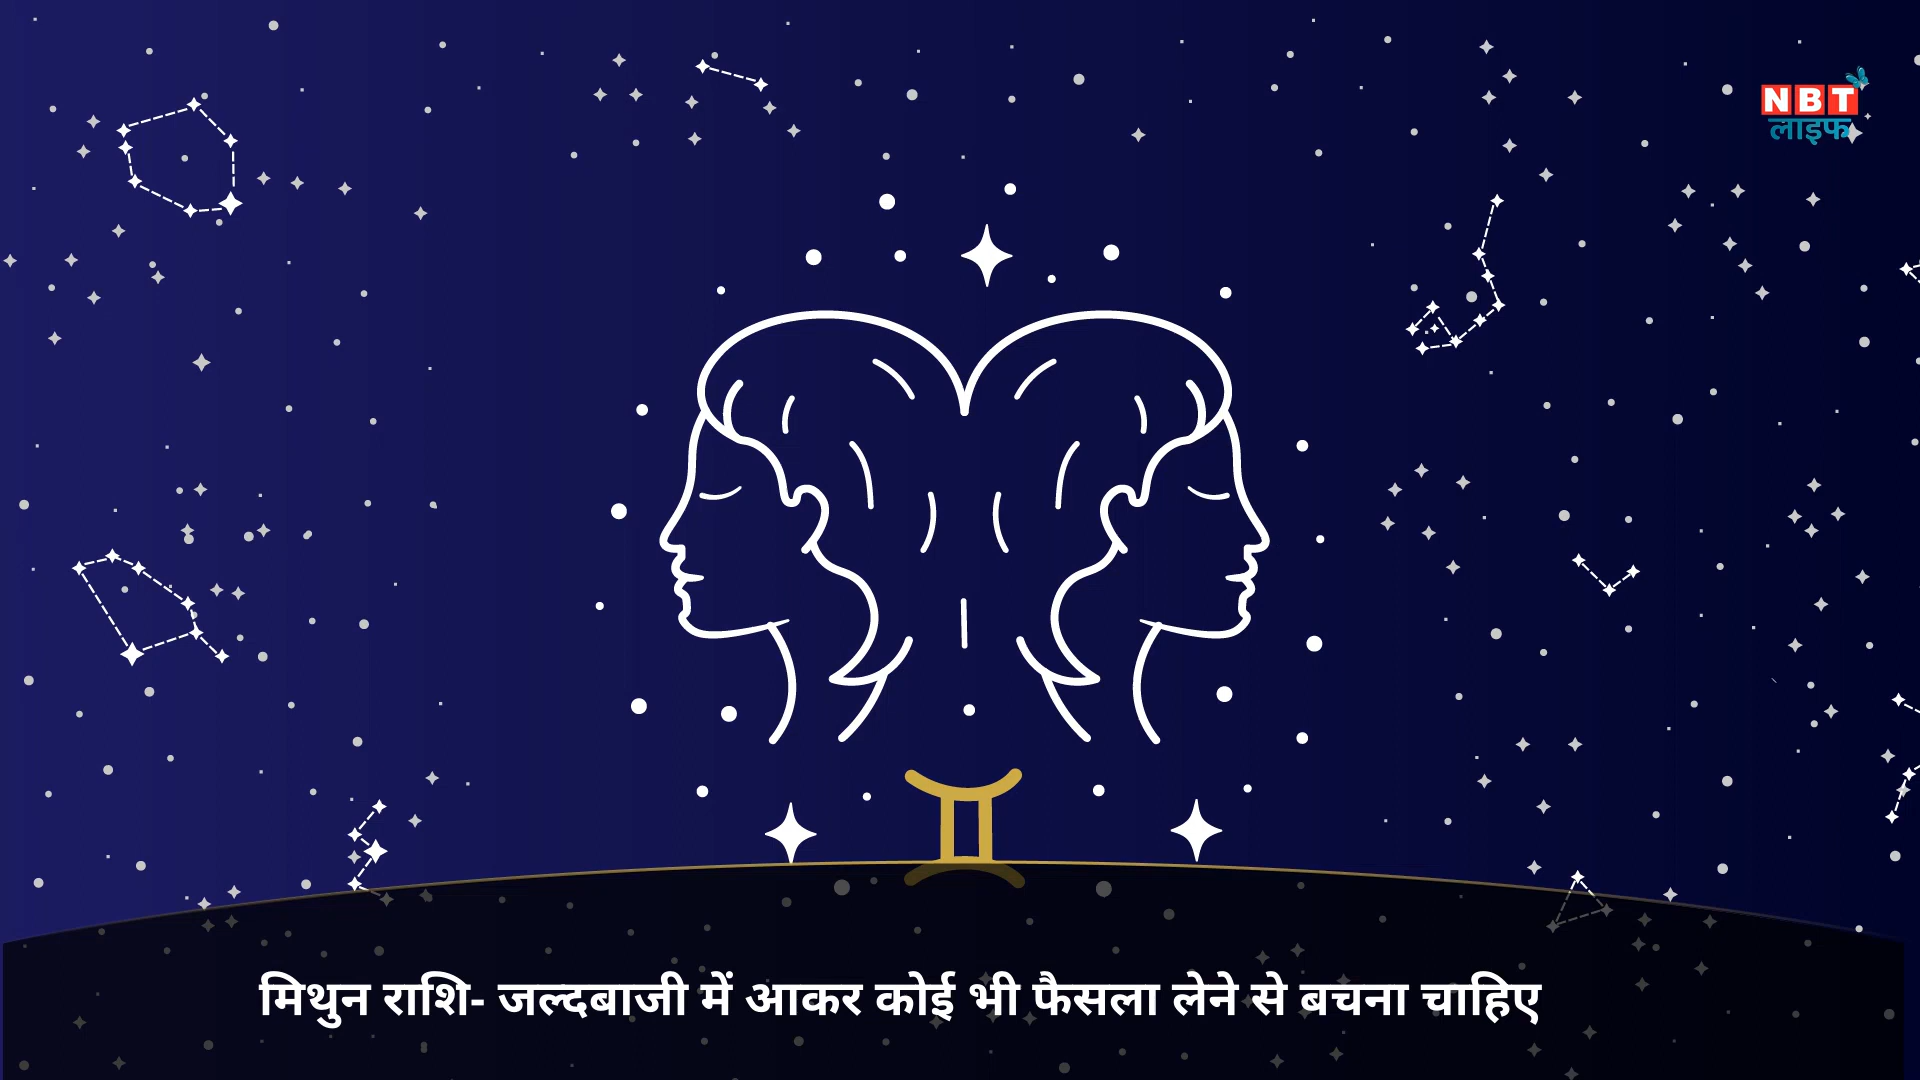 NBT
लाइफ
मिथुन राशि- जल्दबाजी में आकर कोई भी फैसला लेने से बचना चाहिए